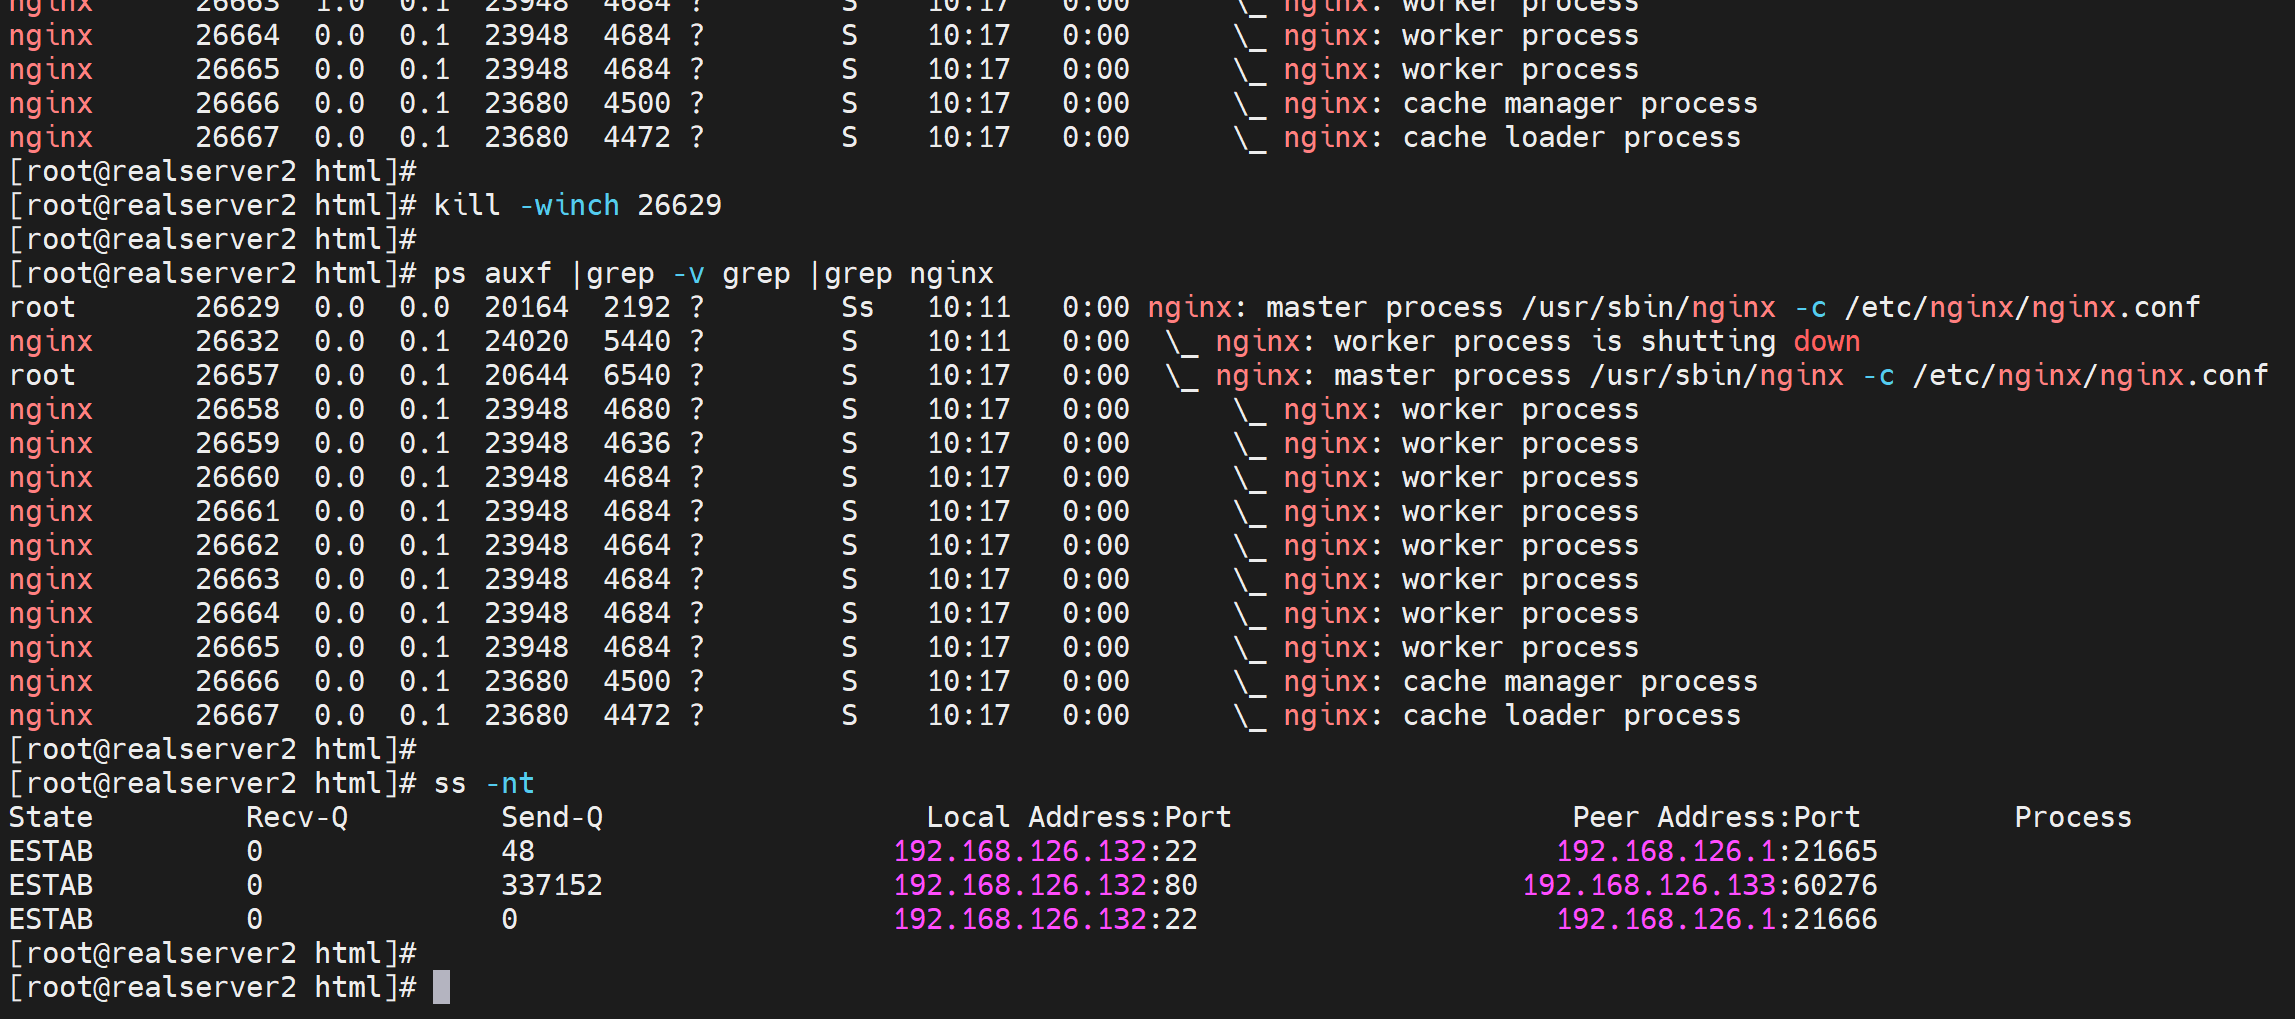 nginx      26663  1.0  0.1  23948  4684 ?        S    10:17   0:00      \_ nginx: worker process
nginx      26664  0.0  0.1  23948  4684 ?        S    10:17   0:00      \_ nginx: worker process
nginx      26665  0.0  0.1  23948  4684 ?        S    10:17   0:00      \_ nginx: worker process
nginx      26666  0.0  0.1  23680  4500 ?        S    10:17   0:00      \_ nginx: cache manager process
nginx      26667  0.0  0.1  23680  4472 ?        S    10:17   0:00      \_ nginx: cache loader process
[root@realserver2 html]#
[root@realserver2 html]# kill -winch 26629
[root@realserver2 html]#
[root@realserver2 html]# ps auxf |grep -v grep |grep nginx
root       26629  0.0  0.0  20164  2192 ?        Ss   10:11   0:00 nginx: master process /usr/sbin/nginx -c /etc/nginx/nginx.conf
nginx      26632  0.0  0.1  24020  5440 ?        S    10:11   0:00  \_ nginx: worker process is shutting down
root       26657  0.0  0.1  20644  6540 ?        S    10:17   0:00  \_ nginx: master process /usr/sbin/nginx -c /etc/nginx/nginx.conf
nginx      26658  0.0  0.1  23948  4680 ?        S    10:17   0:00      \_ nginx: worker process
nginx      26659  0.0  0.1  23948  4636 ?        S    10:17   0:00      \_ nginx: worker process
nginx      26660  0.0  0.1  23948  4684 ?        S    10:17   0:00      \_ nginx: worker process
nginx      26661  0.0  0.1  23948  4684 ?        S    10:17   0:00      \_ nginx: worker process
nginx      26662  0.0  0.1  23948  4664 ?        S    10:17   0:00      \_ nginx: worker process
nginx      26663  0.0  0.1  23948  4684 ?        S    10:17   0:00      \_ nginx: worker process
nginx      26664  0.0  0.1  23948  4684 ?        S    10:17   0:00      \_ nginx: worker process
nginx      26665  0.0  0.1  23948  4684 ?        S    10:17   0:00      \_ nginx: worker process
nginx      26666  0.0  0.1  23680  4500 ?        S    10:17   0:00      \_ nginx: cache manager process
nginx      26667  0.0  0.1  23680  4472 ?        S    10:17   0:00      \_ nginx: cache loader process
[root@realserver2 html]#
[root@realserver2 html]# ss -nt
State         Recv-Q         Send-Q                   Local Address:Port                    Peer Address:Port         Process
ESTAB         0              48                     192.168.126.132:22                     192.168.126.1:21665
ESTAB         0              337152                 192.168.126.132:80                   192.168.126.133:60276
ESTAB         0              0                      192.168.126.132:22                     192.168.126.1:21666
[root@realserver2 html]#
[root@realserver2 html]#